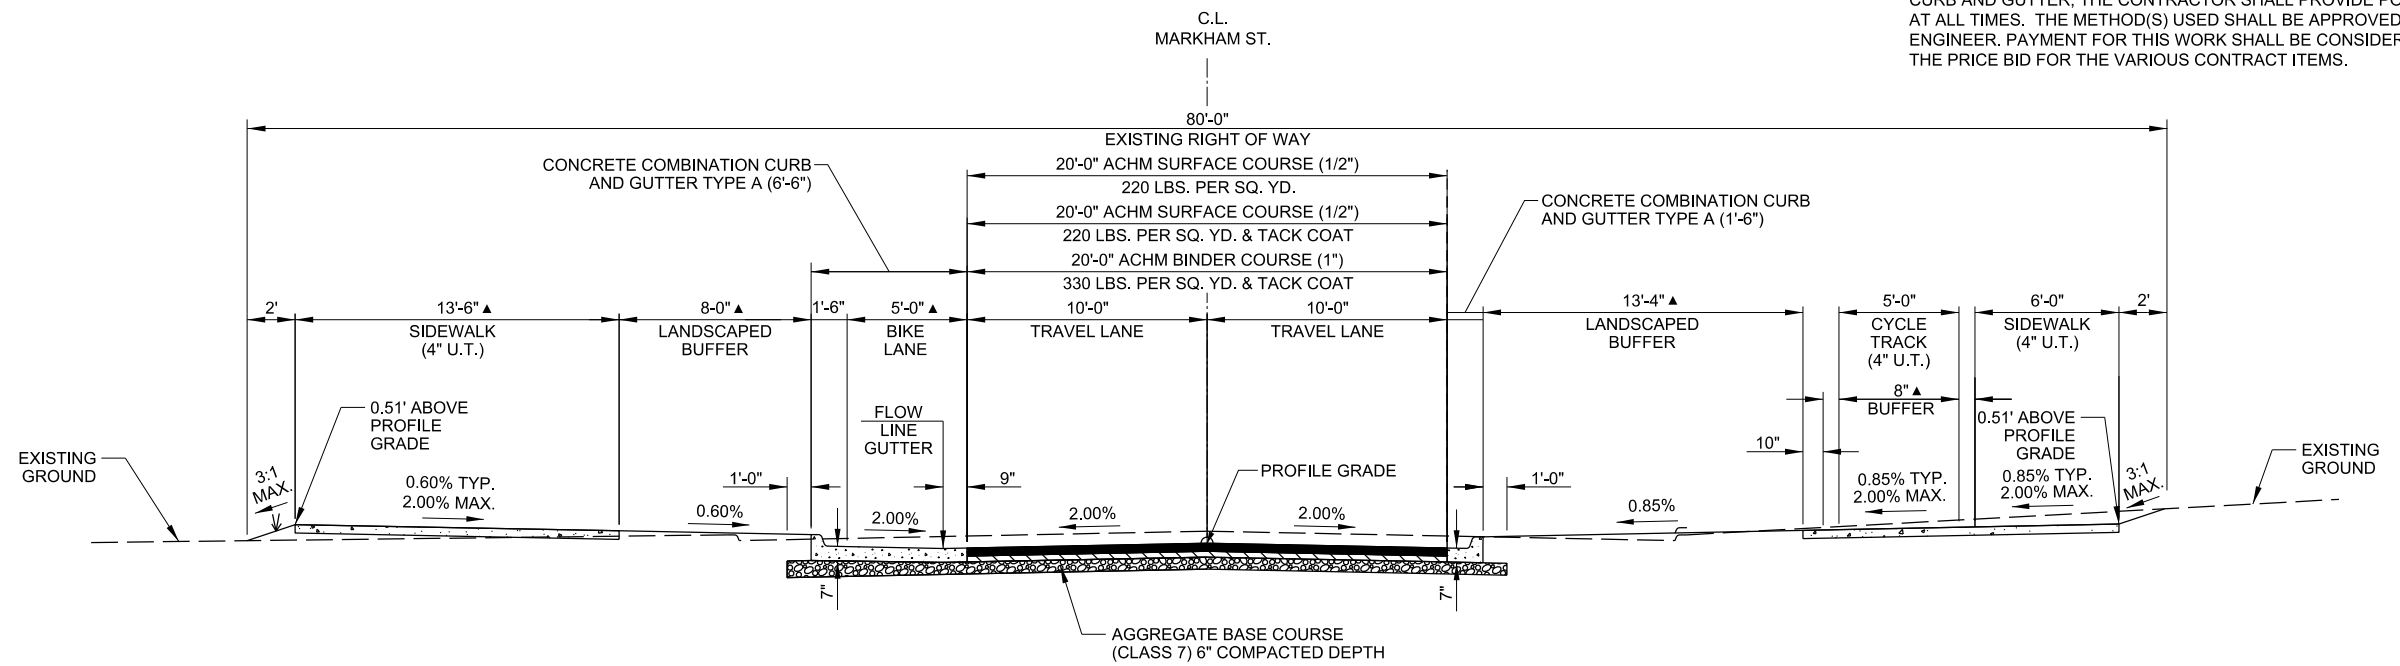 CURB AND GUTTER, THE CONTRACTOR SHALL PROVIDE
AT ALL TIMES. THE METHOD(S) USED SHALL BE APPROVED
ENGINEER. PAYMENT FOR THIS WORK SHALL BE
THE PRICE BID FOR THE VARIOUS CONTRACT ITEMS.
C.L.
MARKHAM ST.
80'-0"
EXISTING RIGHT OF WAY
CONCRETE COMBINATION CURB
AND GUTTER TYPE A (6'-6")
20'-0" ACHM SURFACE COURSE (1/2")
220 LBS. PER SQ. YD.
20'-0" ACHM SURFACE COURSE (1/2")
220 LBS. PER SQ. YD. & TACK COAT
20'-0" ACHM BINDER COURSE (1")
330 LBS. PER SQ. YD. & TACK COAT
CONCRETE COMBINATION CURB
AND GUTTER TYPE A (1'-6")
2'
13'-6" ▲
SIDEWALK
(4" U.T.)
8-0" ▲
LANDSCAPED
BUFFER
1'-6"
5'-0" ▲
BIKE
LANE
10'-0"
TRAVEL LANE
10'-0"
TRAVEL LANE
13'-4" ▲
LANDSCAPED
BUFFER
5'-0"
CYCLE
TRACK
(4" U.T.)
6'-0"
SIDEWALK
(4" U.T.)
2'
8" ▲
BUFFER
10"
0.51' ABOVE
PROFILE
GRADE
FLOW
LINE
GUTTER
0.51' ABOVE
PROFILE
GRADE
EXISTING
GROUND
3:1
MAX.
0.60% TYP.
2.00% MAX.
1'-0"
0.60%
2.00%
9"
2.00%
PROFILE GRADE
2.00%
1'-0"
0.85%
0.85% TYP.
2.00% MAX.
0.85% TYP.
2.00% MAX.
3:1
MAX.
EXISTING
GROUND
7"
7"
AGGREGATE BASE COURSE
(CLASS 7) 6" COMPACTED DEPTH